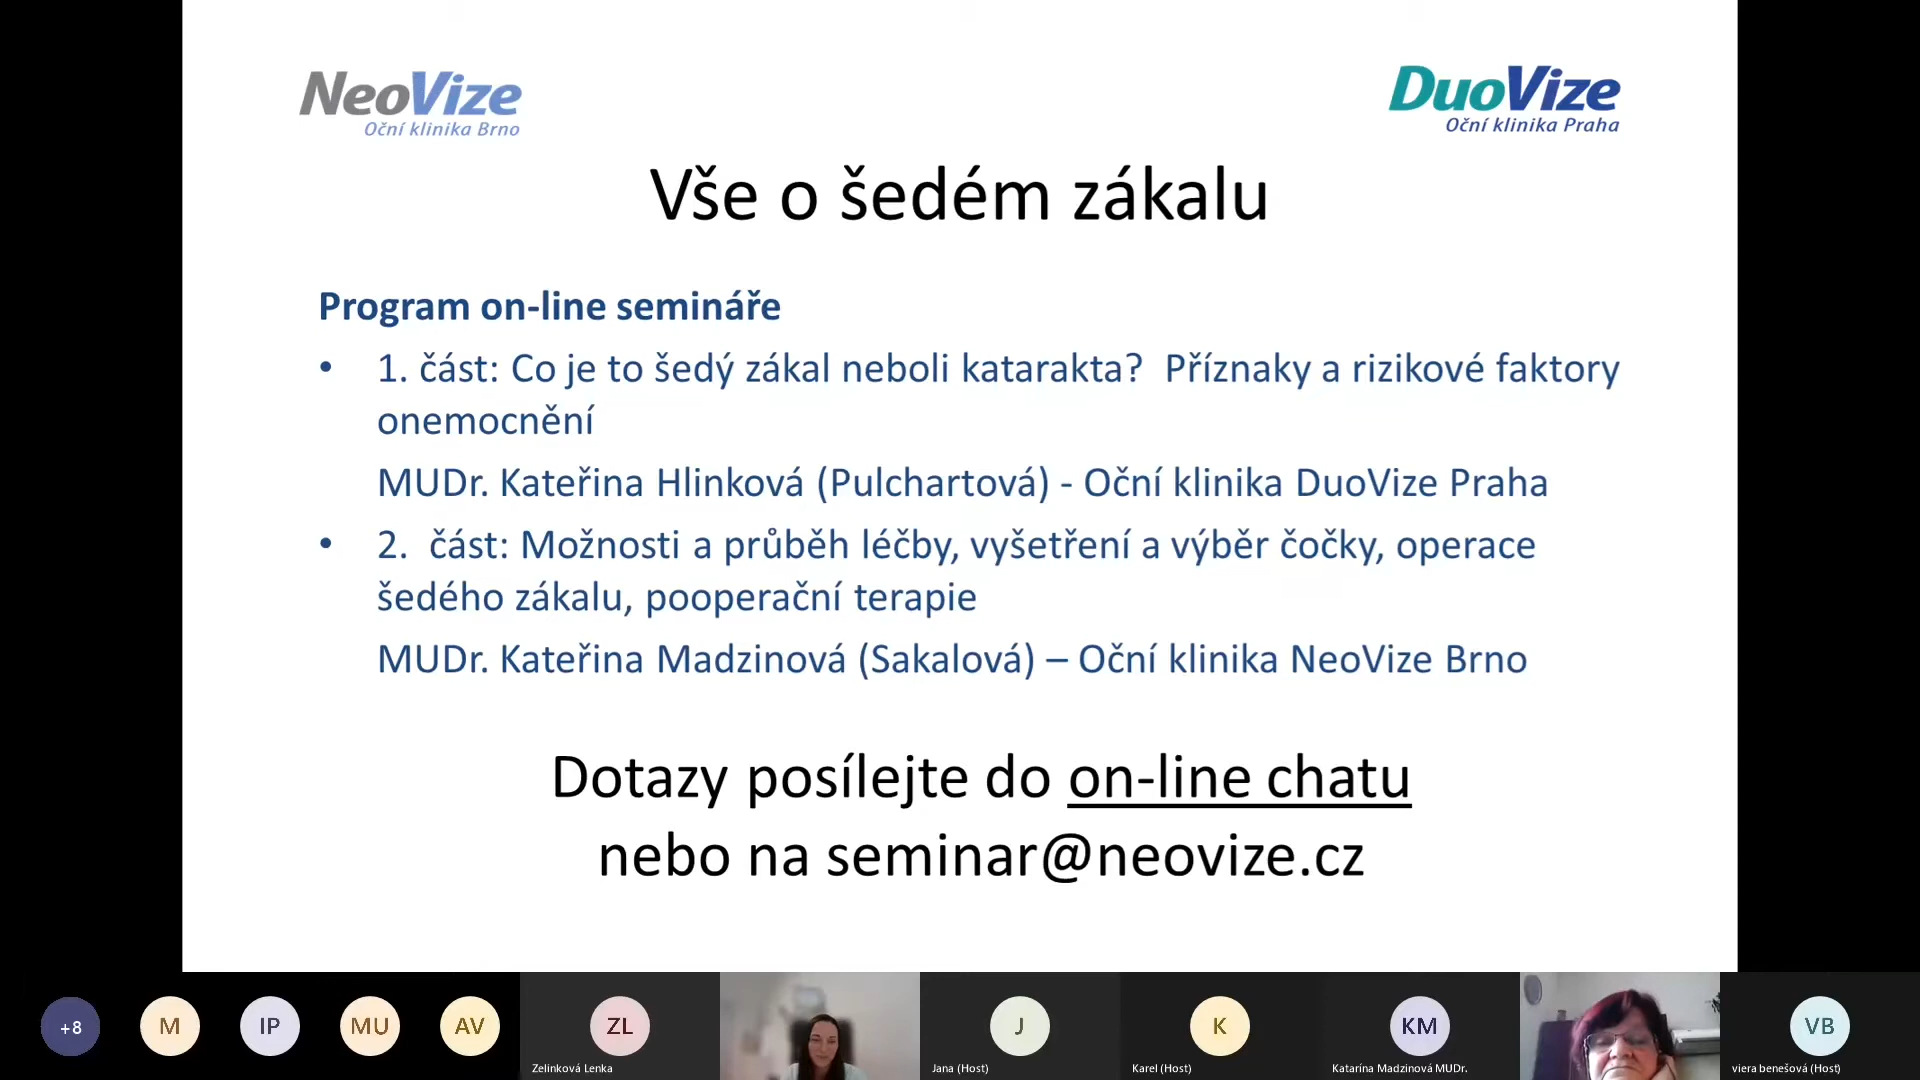 NeoVize
Oční klinika Brno
DuoVize
Oční klinika Praha
Vše o šedém zákalu
Program on-line semináře
• 1. část: Co je to šedý zákal neboli katarakta? Příznaky a rizikové faktory
onemocnění
MUDr. Kateřina Hlinková (Pulchartová) - Oční klinika DuoVize Praha
• 2. část: Možnosti a průběh léčby, vyšetření a výběr čočky, operace
šedého zákalu, pooperační terapie
MUDr. Kateřina Madzinová (Sakalová) – Oční klinika NeoVize Brno
Dotazy posílejte do on-line chatu
nebo na seminar@neovize.cz
+8
M
IP
MU
AV
ZL
J
K
KM
VB
Zelinková Lenka
Jana (Host)
Karel (Host)
Katarína Madzinová MUDr.
viera benešová (Host)